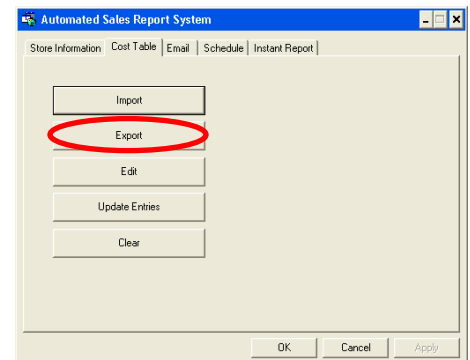 Automated Sales Report System
Store Information Cost Table Email Schedule Instant Report
Import
Export
Edit
Update Entries
Clear
OK Cancel Apply